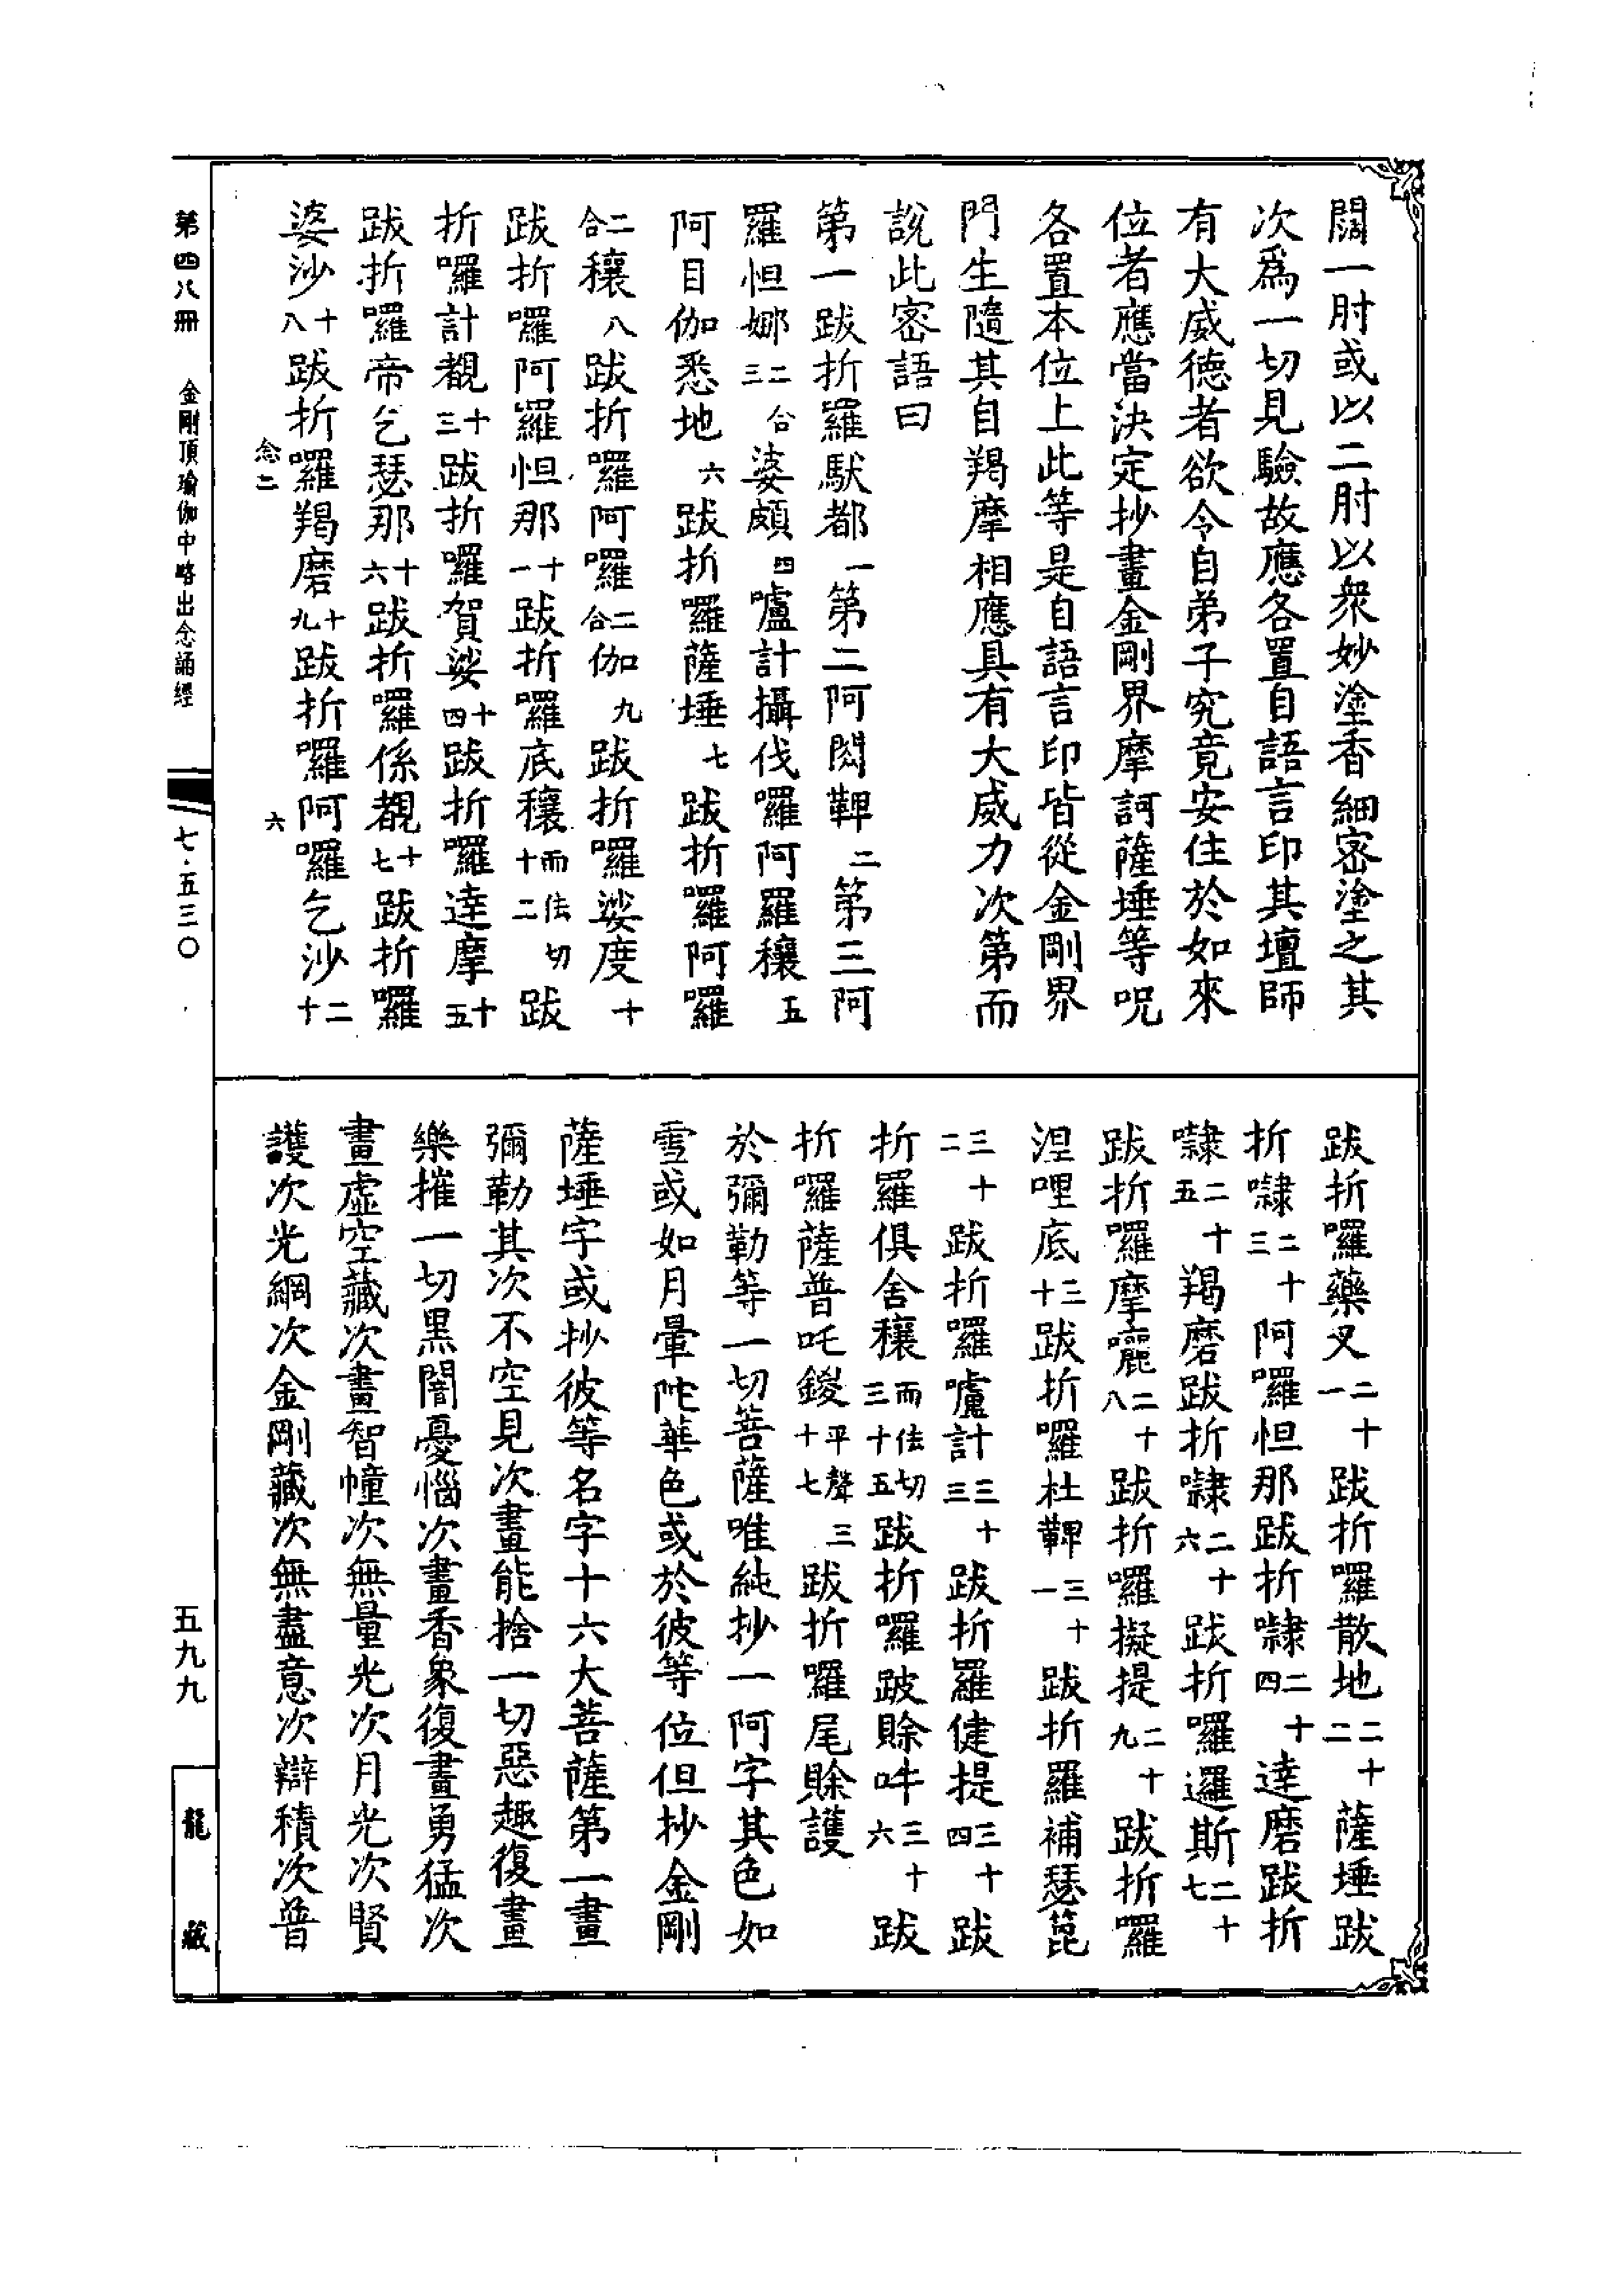 闊一肘或以二肘以衆妙塗香細密塗之其
次爲一切見驗故應各置自語言印其壇師
有大威德者欲令自弟子究竟安住於如來
位者應當決定抄畫金剛界摩訶薩埵等呪
各置本位上此等是自語言印皆從金剛界
門生隨其自羯摩相應具有大威力次第而
說此密語曰
第一跋折羅馱都一第二阿閦鞞二第三阿
羅怛娜三二合婆頗四嚧計攝伐囉阿羅穰五
阿目伽悉地六跋折囉薩埵七跋折囉阿囉
二合穰八跋折囉阿囉二合伽九跋折囉娑度十
跋折囉阿羅怛那十一跋折囉底穰而佉切十二跋
折囉計覩十三跋折囉賀娑十四跋折囉達摩十五
跋折囉帝乞瑟那十六跋折囉係覩十七跋折囉
婆沙十八跋折囉羯磨十九跋折囉阿囉乞沙二十
跋折囉藥叉二十一跋折囉散地二十二薩埵跋
折㘑二十三阿囉怛那跋折㘑二十四達磨跋折
㘑二十五羯磨跋折㘑二十六跋折囉邏斯二十七
跋折囉摩囇二十八跋折囉擬提二十九跋折囉
涅哩底三十跋折囉杜鞞三十一跋折羅補瑟箆
三十二跋折囉嚧計三十三跋折羅健提三十四跋
折羅俱舍穰而佉切三十五跋折囉跛賒吽三十六跋
折囉薩普吒鍐平聲三十七跋折囉尾賒護
於彌勒等一切菩薩唯純抄一阿字其色如
雪或如月暈陀華色或於彼等位但抄金剛
薩埵字或抄彼等名字十六大菩薩第一畫
彌勒其次不空見次畫能捨一切惡趣復畫
樂摧一切黑闇憂惱次畫香象復畫勇猛次
畫虛空藏次畫智幢次無量光次月光次賢
護次光網次金剛藏次無盡意次辯積次普
第四八冊 金剛頂瑜伽中略出念誦經
七·五三〇
五九九
龍藏
念二
六